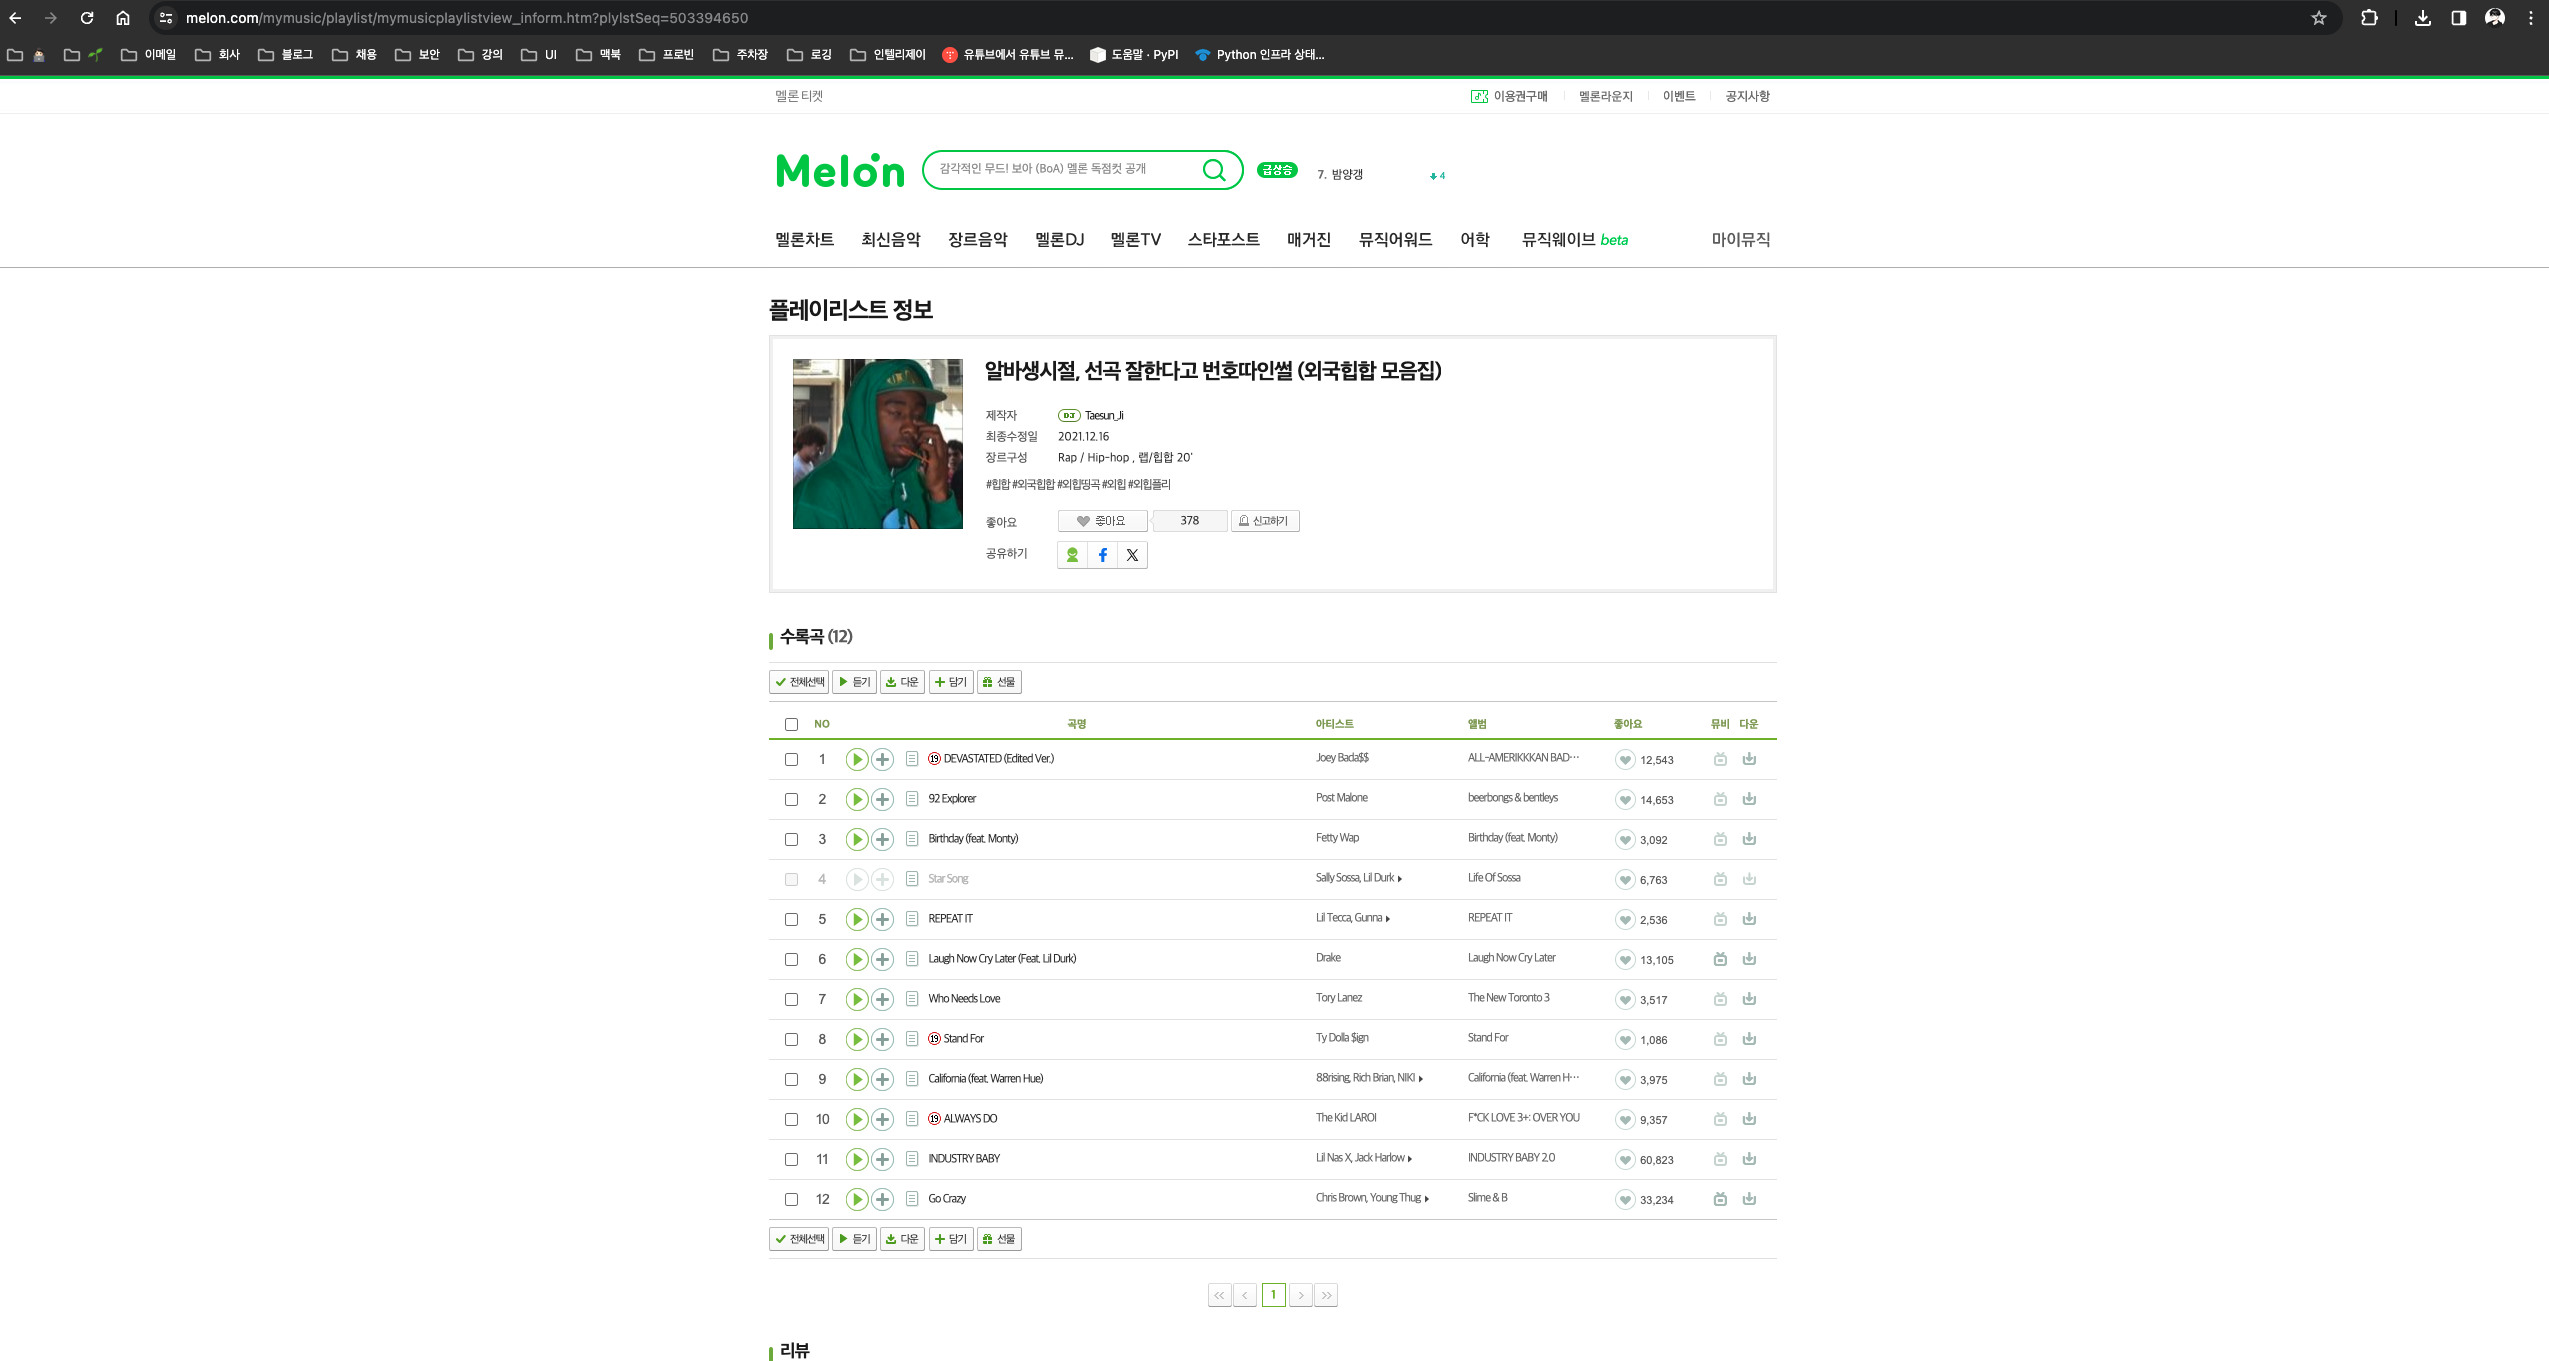 melon.com/mymusic/playlist/mymusicplaylistview_inform.htm?plylstSeq=503394650
이메일 회사 블로그 채용 보안 강의 UI 맥북 프로빈 주차장 로깅 인텔리제이 유튜브에서 유튜브 뮤... 도움말 · PyPI Python 인프라 상태...
멜론 티켓 이용권구매 멜론라운지 이벤트 공지사항
Melon 감각적인 무드! 보아 (BoA) 멜론 독점컷 공개 급상승 7. 밤양갱 4
멜론차트 최신음악 장르음악 멜론DJ 멜론TV 스타포스트 매거진 뮤직어워드 어학 뮤직웨이브 beta 마이뮤직
플레이리스트 정보
알바생시절, 선곡 잘한다고 번호따인썰 (외국힙합 모음집)
제작자 DJ Taesun_Ji
최종수정일 2021.12.16
장르구성 Rap / Hip-hop , 랩/힙합 20'
#힙합 #외국힙합 #외힙띵곡 #외힙 #외힙플리
좋아요 좋아요 378 신고하기
공유하기
수록곡 (12)
전체선택 듣기 다운 담기 선물
NO 곡명 아티스트 앨범 좋아요 뮤비 다운
1 19 DEVASTATED (Edited Ver.) Joey Bada$$ ALL-AMERIKKKAN BAD··· 12,543
2 92 Explorer Post Malone beerbongs & bentleys 14,653
3 Birthday (feat. Monty) Fetty Wap Birthday (feat. Monty) 3,092
4 Star Song Sally Sossa, Lil Durk Life Of Sossa 6,763
5 REPEAT IT Lil Tecca, Gunna REPEAT IT 2,536
6 Laugh Now Cry Later (Feat. Lil Durk) Drake Laugh Now Cry Later 13,105
7 Who Needs Love Tory Lanez The New Toronto 3 3,517
8 19 Stand For Ty Dolla $ign Stand For 1,086
9 California (feat. Warren Hue) 88rising, Rich Brian, NIKI California (feat. Warren H··· 3,975
10 19 ALWAYS DO The Kid LAROI F*CK LOVE 3+: OVER YOU 9,357
11 INDUSTRY BABY Lil Nas X, Jack Harlow INDUSTRY BABY 2.0 60,823
12 Go Crazy Chris Brown, Young Thug Slime & B 33,234
전체선택 듣기 다운 담기 선물
1
리뷰